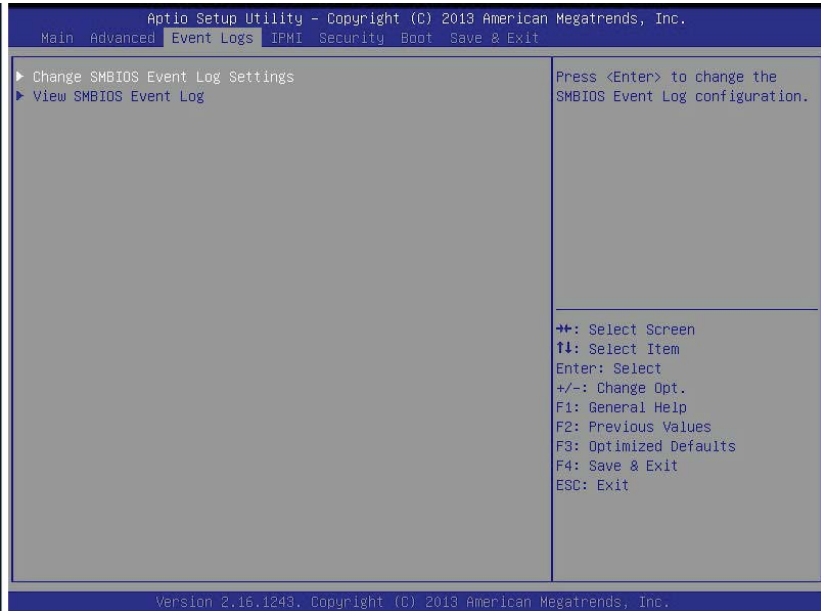 Aptio Setup Utility – Copyright (C) 2013 American Megatrends, Inc.
Main Advanced Event Logs IPMI Security Boot Save & Exit
▶ Change SMBIOS Event Log Settings
▶ View SMBIOS Event Log
Press <Enter> to change the
SMBIOS Event Log configuration.
→←: Select Screen
↑↓: Select Item
Enter: Select
+/-: Change Opt.
F1: General Help
F2: Previous Values
F3: Optimized Defaults
F4: Save & Exit
ESC: Exit
Version 2.16.1243. Copyright (C) 2013 American Megatrends, Inc.